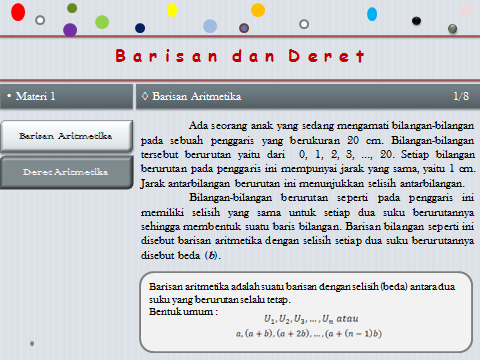 Barisan dan Deret
• Materi 1
◊ Barisan Aritmetika
1/8
Barisan Aritmetika
Deret Aritmetika
Ada seorang anak yang sedang mengamati bilangan-bilangan
pada sebuah penggaris yang berukuran 20 cm. Bilangan-bilangan
tersebut berurutan yaitu dari 0, 1, 2, 3, ..., 20. Setiap bilangan
berurutan pada penggaris ini mempunyai jarak yang sama, yaitu 1 cm.
Jarak antarbilangan berurutan ini menunjukkan selisih antarbilangan.
Bilangan-bilangan berurutan seperti pada penggaris ini
memiliki selisih yang sama untuk setiap dua suku berurutannya
sehingga membentuk suatu baris bilangan. Barisan bilangan seperti ini
disebut barisan aritmetika dengan selisih setiap dua suku berurutannya
disebut beda (b).
Barisan aritmetika adalah suatu barisan dengan selisih (beda) antara dua
suku yang berurutan selalu tetap.
Bentuk umum :
U₁, U₂, U₃, ..., Uₙ atau
a, (a + b), (a + 2b), ..., (a + (n − 1)b)